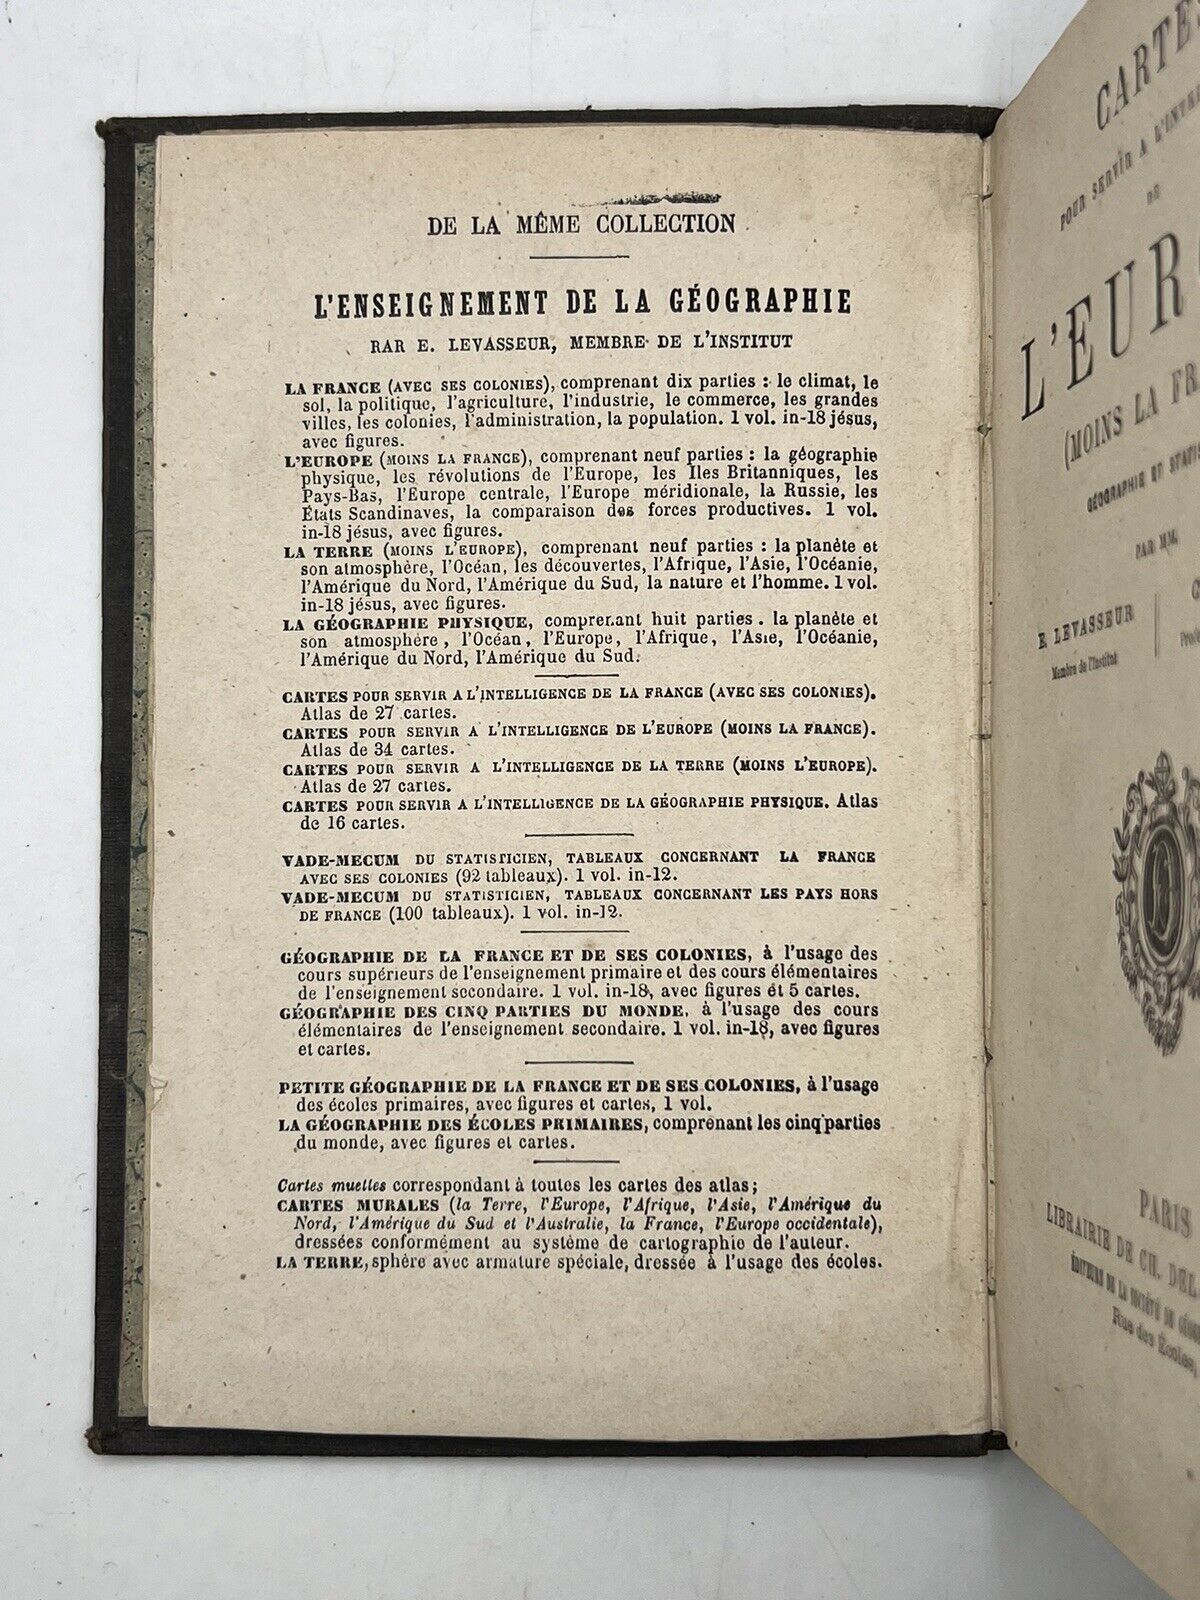 DE LA MÊME COLLECTION
L'ENSEIGNEMENT DE LA GÉOGRAPHIE
RAR E. LEVASSEUR, MEMBRE DE L'INSTITUT
LA FRANCE (AVEC SES COLONIES), comprenant dix parties : le climat, le
sol, la politique, l'agriculture, l'industrie, le commerce, les grandes
villes, les colonies, l'administration, la population. 1 vol. in-18 jésus,
avec figures.
L'EUROPE (MOINS LA FRANCE), comprenant neuf parties : la géographie
physique, les révolutions de l'Europe, les Iles Britanniques, les
Pays-Bas, l'Europe centrale, l'Europe méridionale, la Russie, les
États Scandinaves, la comparaison des forces productives. 1 vol.
in-18 jésus, avec figures.
LA TERRE (MOINS L'EUROPE), comprenant neuf parties : la planète et
son atmosphère, l'Océan, les découvertes, l'Afrique, l'Asie, l'Océanie,
l'Amérique du Nord, l'Amérique du Sud, la nature et l'homme. 1 vol.
in-18 jésus, avec figures.
LA GÉOGRAPHIE PHYSIQUE, comprenant huit parties . la planète et
son atmosphère, l'Océan, l'Europe, l'Afrique, l'Asie, l'Océanie,
l'Amérique du Nord, l'Amérique du Sud.
CARTES POUR SERVIR A L'INTELLIGENCE DE LA FRANCE (AVEC SES COLONIES).
Atlas de 27 cartes.
CARTES POUR SERVIR A L'INTELLIGENCE DE L'EUROPE (MOINS LA FRANCE).
Atlas de 34 cartes.
CARTES POUR SERVIR A L'INTELLIGENCE DE LA TERRE (MOINS L'EUROPE).
Atlas de 27 cartes.
CARTES POUR SERVIR A L'INTELLIGENCE DE LA GÉOGRAPHIE PHYSIQUE. Atlas
de 16 cartes.
VADE-MECUM DU STATISTICIEN, TABLEAUX CONCERNANT LA FRANCE
AVEC SES COLONIES (92 tableaux). 1 vol. in-12.
VADE-MECUM DU STATISTICIEN, TABLEAUX CONCERNANT LES PAYS HORS
DE FRANCE (100 tableaux). 1 vol. in-12.
GÉOGRAPHIE DE LA FRANCE ET DE SES COLONIES, à l'usage des
cours supérieurs de l'enseignement primaire et des cours élémentaires
de l'enseignement secondaire. 1 vol. in-18, avec figures et 5 cartes.
GÉOGRAPHIE DES CINQ PARTIES DU MONDE, à l'usage des cours
élémentaires de l'enseignement secondaire. 1 vol. in-18, avec figures
et cartes.
PETITE GÉOGRAPHIE DE LA FRANCE ET DE SES COLONIES, à l'usage
des écoles primaires, avec figures et cartes, 1 vol.
LA GÉOGRAPHIE DES ÉCOLES PRIMAIRES, comprenant les cinq parties
du monde, avec figures et cartes.
Cartes muettes correspondant à toutes les cartes des atlas;
CARTES MURALES (la Terre, l'Europe, l'Afrique, l'Asie, l'Amérique du
Nord, l'Amérique du Sud et l'Australie, la France, l'Europe occidentale),
dressées conformément au système de cartographie de l'auteur.
LA TERRE, sphère avec armature spéciale, dressée à l'usage des écoles.
CARTES
POUR SERVIR A
DE
L'EURO
(MOINS LA FRA
GÉOGRAPHIE ET STATIS
PAR MM.
E. LEVASSEUR
Membre de l'Institut
PARIS
LIBRAIRIE DE CH. DEL
ÉDITEURS DE LA SOCIÉTÉ DE GÉOG
Rue des Écoles,